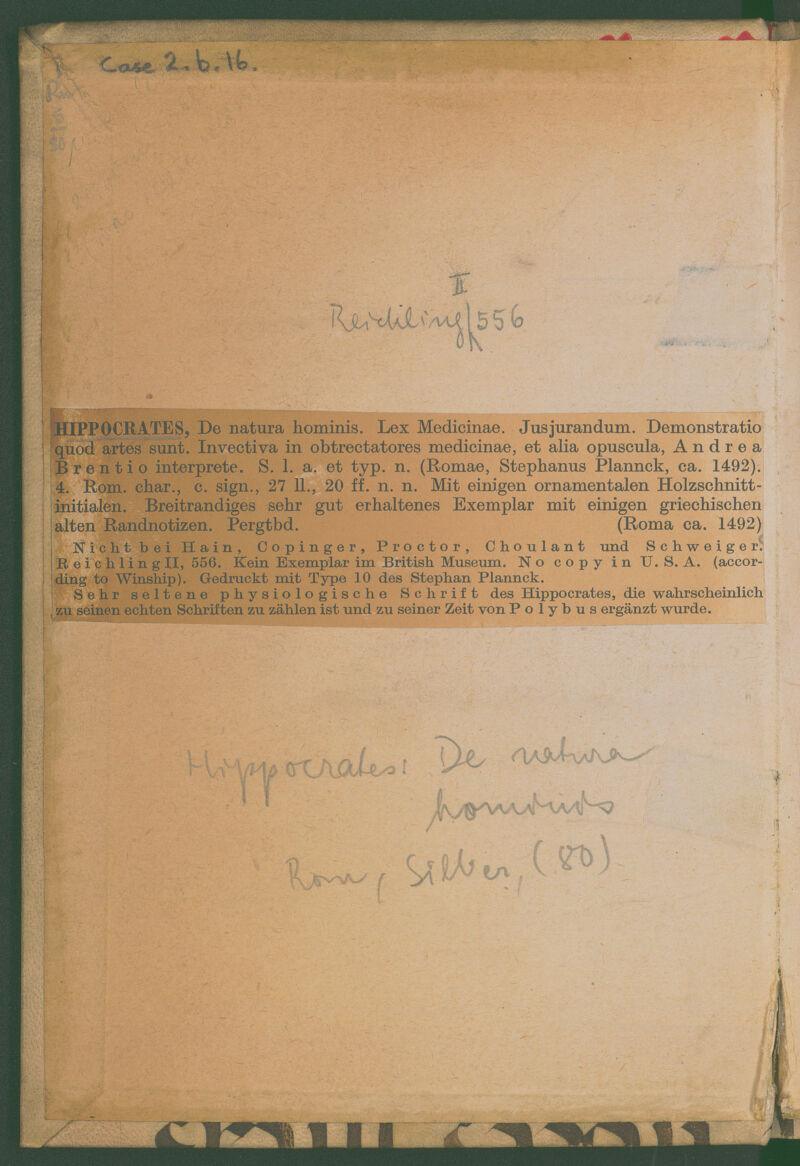 Case 2.b.16.
II
Reichling 556
HIPPOCRATES, De natura hominis. Lex Medicinae. Jusjurandum. Demonstratio
quod artes sunt. Invectiva in obtrectatores medicinae, et alia opuscula, Andrea
Brentio interprete. S. l. a. et typ. n. (Romae, Stephanus Plannck, ca. 1492).
4. Rom. char., c. sign., 27 ll., 20 ff. n. n. Mit einigen ornamentalen Holzschnitt-
initialen. Breitrandiges sehr gut erhaltenes Exemplar mit einigen griechischen
alten Randnotizen. Pergtbd. (Roma ca. 1492)
Nicht bei Hain, Copinger, Proctor, Choulant und Schweiger.
Reichling II, 556. Kein Exemplar im British Museum. No copy in U. S. A. (accor-
ding to Winship). Gedruckt mit Type 10 des Stephan Plannck.
Sehr seltene physiologische Schrift des Hippocrates, die wahrscheinlich
zu seinen echten Schriften zu zählen ist und zu seiner Zeit von Polybus ergänzt wurde.
Hippocrates: De natura
hominis
Rom, Silber, (80)